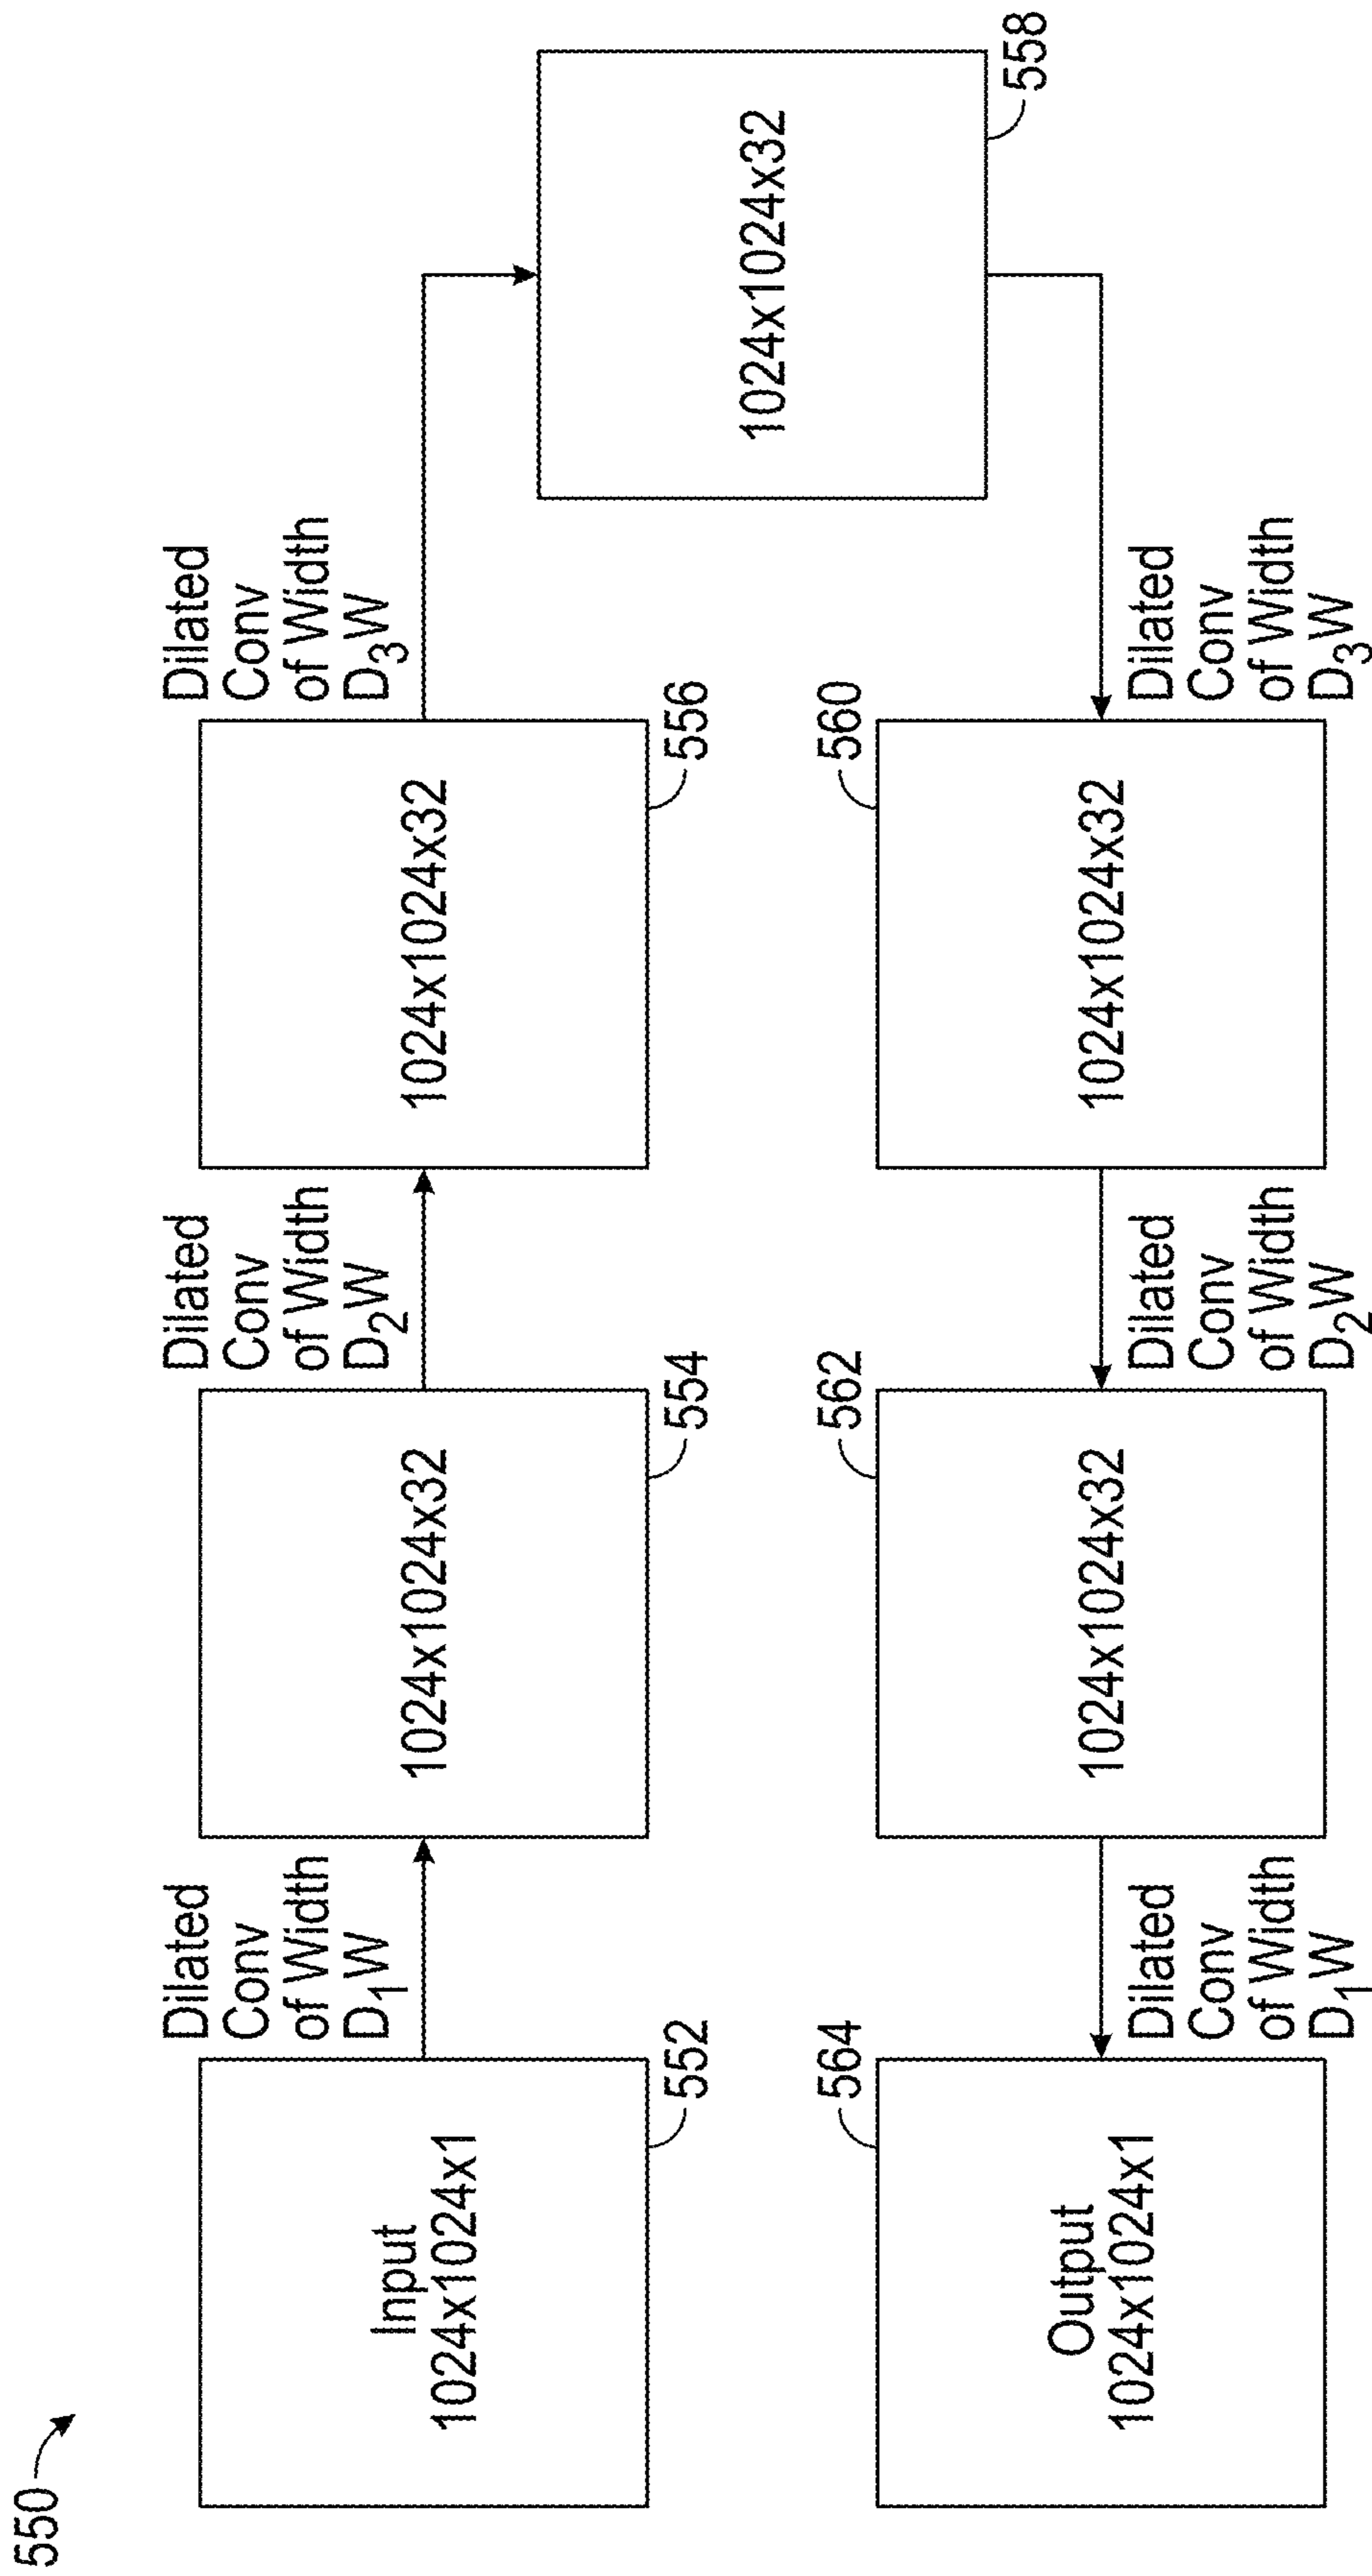 550
Input
1024x1024x1
552
Dilated
Conv
of Width
D₁W
1024x1024x32
554
Dilated
Conv
of Width
D₂W
1024x1024x32
556
Dilated
Conv
of Width
D₃W
1024x1024x32
558
Dilated
Conv
of Width
D₃W
560
1024x1024x32
Dilated
Conv
of Width
D₂W
562
1024x1024x32
Dilated
Conv
of Width
D₁W
564
Output
1024x1024x1